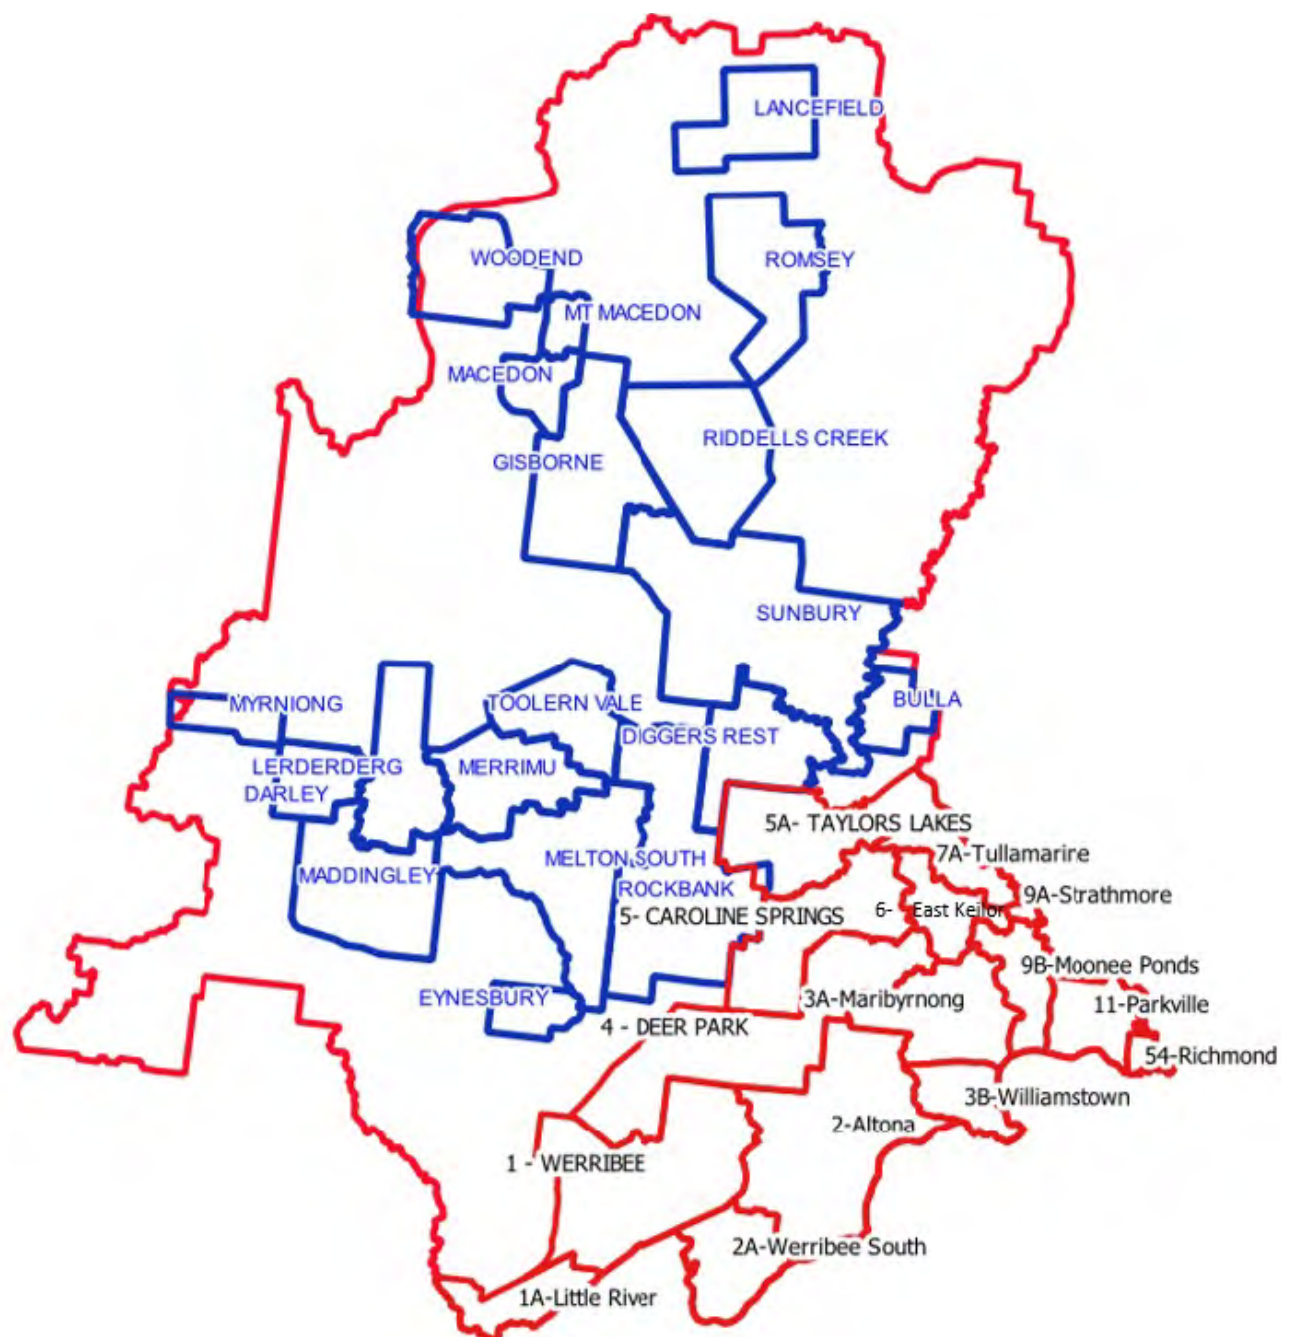 LANCEFIELD
WOODEND
ROMSEY
MT MACEDON
MACEDON
RIDDELLS CREEK
GISBORNE
SUNBURY
MYRNIONG
TOOLERN VALE
BULLA
DIGGERS REST
LERDERDERG
MERRIMU
DARLEY
5A- TAYLORS LAKES
MELTON SOUTH
7A-Tullamarire
MADDINGLEY
ROCKBANK
9A-Strathmore
5- CAROLINE SPRINGS
6- East Keilor
9B-Moonee Ponds
EYNESBURY
3A-Maribyrnong
11-Parkville
4 - DEER PARK
54-Richmond
3B-Williamstown
2-Altona
1 - WERRIBEE
2A-Werribee South
1A-Little River